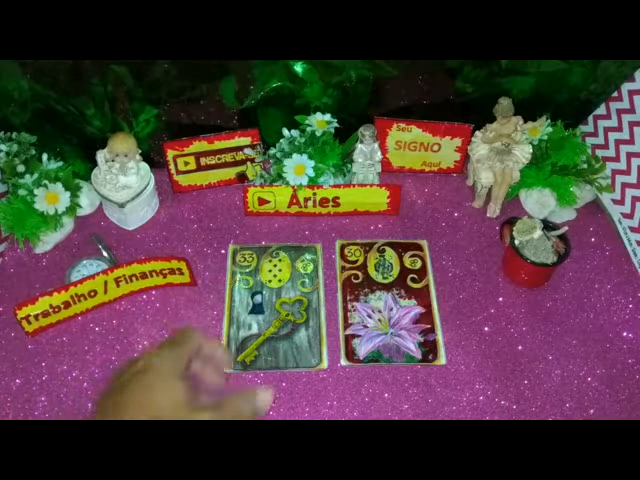 INSCREVA
Seu
SIGNO
Aqui
Áries
Trabalho / Finanças
33
30